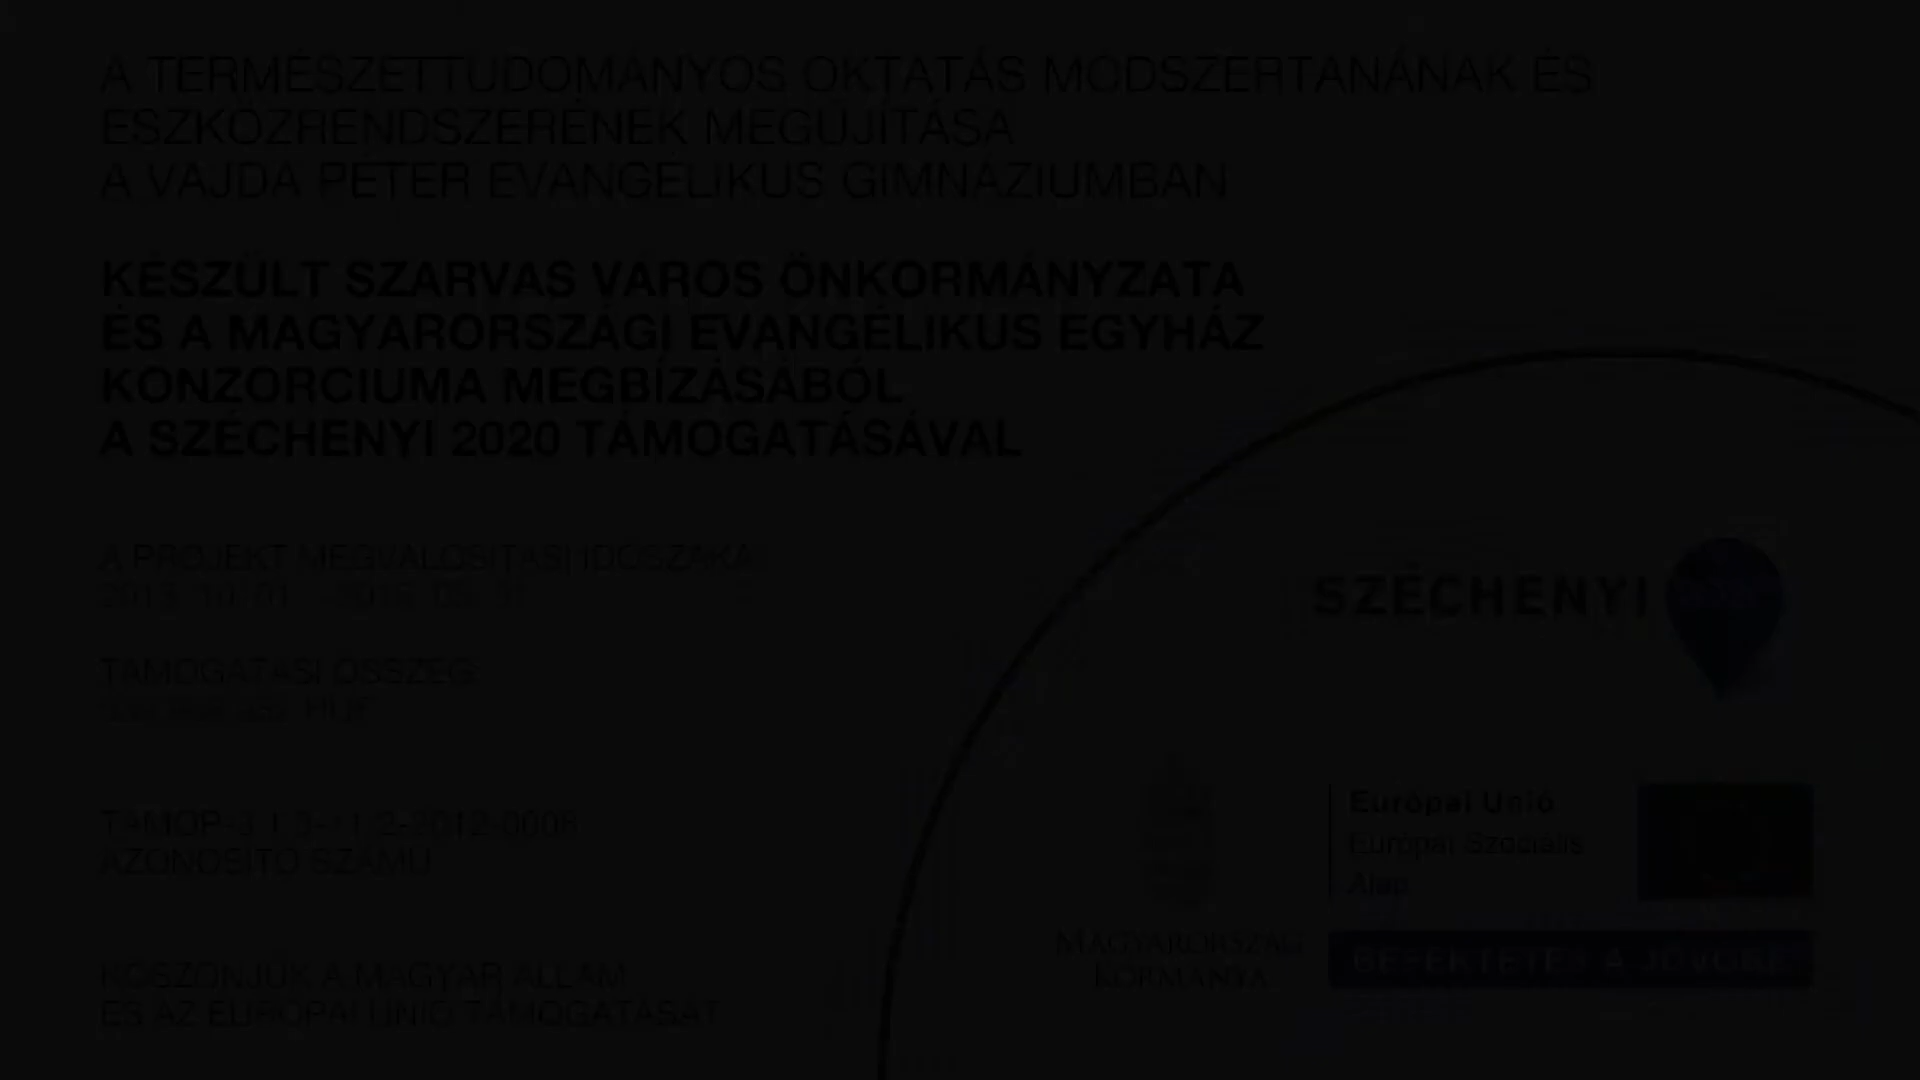 A TERMÉSZETTUDOMÁNYOS OKTATÁS MÓDSZERTANÁNAK ÉS
ESZKÖZRENDSZERÉNEK MEGÚJÍTÁSA
A VAJDA PÉTER EVANGÉLIKUS GIMNÁZIUMBAN
KÉSZÜLT SZARVAS VÁROS ÖNKORMÁNYZATA
ÉS A MAGYARORSZÁGI EVANGÉLIKUS EGYHÁZ
KONZORCIUMA MEGBÍZÁSÁBÓL
A SZÉCHENYI 2020 TÁMOGATÁSÁVAL
A PROJEKT MEGVALÓSÍTÁSI IDŐSZAKA:
TÁMOGATÁSI ÖSSZEG:
HUF
AZONOSÍTÓ SZÁMÚ
KÖSZÖNJÜK A MAGYAR ÁLLAM
ÉS AZ EURÓPAI UNIÓ TÁMOGATÁSÁT
SZÉCHENYI
Európai Unió
Európai Szociális
Alap
MAGYARORSZÁG
KORMÁNYA
BEFEKTETÉS A JÖVŐBE